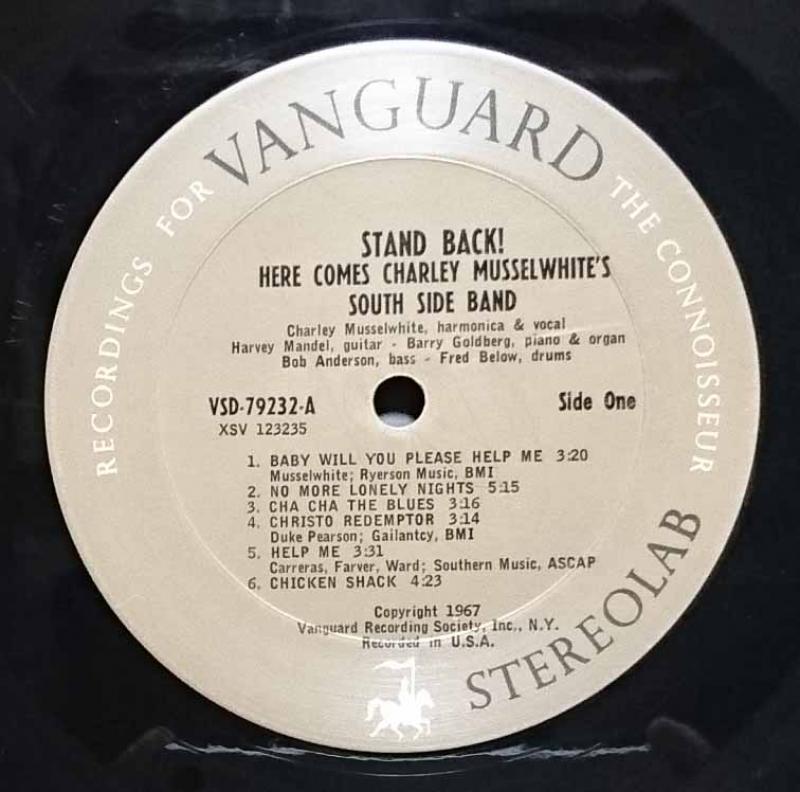 RECORDINGS FOR VANGUARD THE CONNOISSEUR
STAND BACK!
HERE COMES CHARLEY MUSSELWHITE'S
SOUTH SIDE BAND
Charley Musselwhite, harmonica & vocal
Harvey Mandel, guitar - Barry Goldberg, piano & organ
Bob Anderson, bass - Fred Below, drums
VSD-79232-A Side One
XSV 123235
1. BABY WILL YOU PLEASE HELP ME 3:20
Musselwhite; Ryerson Music, BMI
2. NO MORE LONELY NIGHTS 5:15
3. CHA CHA THE BLUES 3:16
4. CHRISTO REDEMPTOR 3:14
Duke Pearson; Gailantcy, BMI
5. HELP ME 3:31
Carreras, Farver, Ward; Southern Music, ASCAP
6. CHICKEN SHACK 4:23
Copyright 1967
Vanguard Recording Society, Inc., N.Y.
Recorded in U.S.A.
STEREOLAB